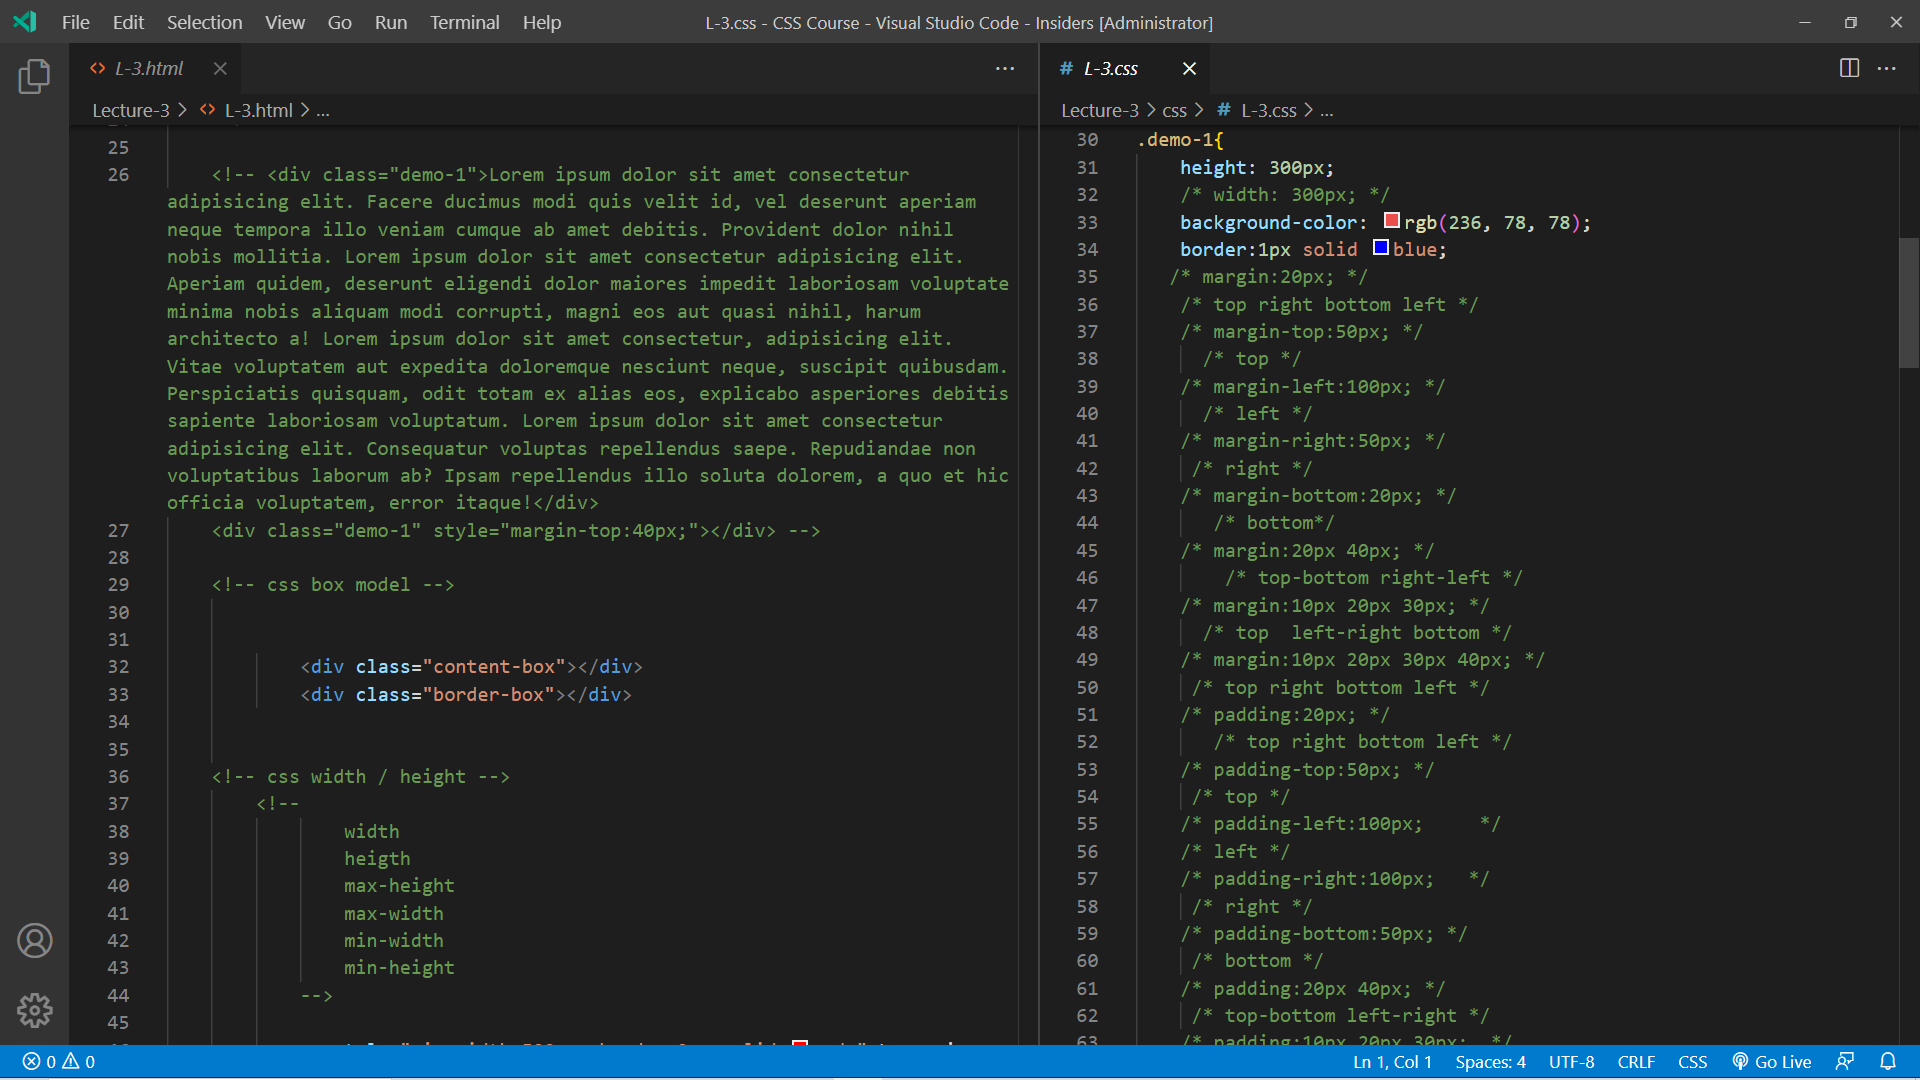 File Edit Selection View Go Run Terminal Help L-3.css - CSS Course - Visual Studio Code - Insiders [Administrator]
L-3.html
Lecture-3 > L-3.html > ...
25
26 <!-- <div class="demo-1">Lorem ipsum dolor sit amet consectetur
adipisicing elit. Facere ducimus modi quis velit id, vel deserunt aperiam
neque tempora illo veniam cumque ab amet debitis. Provident dolor nihil
nobis mollitia. Lorem ipsum dolor sit amet consectetur adipisicing elit.
Aperiam quidem, deserunt eligendi dolor maiores impedit laboriosam voluptate
minima nobis aliquam modi corrupti, magni eos aut quasi nihil, harum
architecto a! Lorem ipsum dolor sit amet consectetur, adipisicing elit.
Vitae voluptatem aut expedita doloremque nesciunt neque, suscipit quibusdam.
Perspiciatis quisquam, odit totam ex alias eos, explicabo asperiores debitis
sapiente laboriosam voluptatum. Lorem ipsum dolor sit amet consectetur
adipisicing elit. Consequatur voluptas repellendus saepe. Repudiandae non
voluptatibus laborum ab? Ipsam repellendus illo soluta dolorem, a quo et hic
officia voluptatem, error itaque!</div>
27 <div class="demo-1" style="margin-top:40px;"></div> -->
28
29 <!-- css box model -->
30
31
32 <div class="content-box"></div>
33 <div class="border-box"></div>
34
35
36 <!-- css width / height -->
37 <!--
38 width
39 heigth
40 max-height
41 max-width
42 min-width
43 min-height
44 -->
45
# L-3.css
Lecture-3 > css > # L-3.css > ...
30 .demo-1{
31 height: 300px;
32 /* width: 300px; */
33 background-color: rgb(236, 78, 78);
34 border:1px solid blue;
35 /* margin:20px; */
36 /* top right bottom left */
37 /* margin-top:50px; */
38 /* top */
39 /* margin-left:100px; */
40 /* left */
41 /* margin-right:50px; */
42 /* right */
43 /* margin-bottom:20px; */
44 /* bottom*/
45 /* margin:20px 40px; */
46 /* top-bottom right-left */
47 /* margin:10px 20px 30px; */
48 /* top  left-right bottom */
49 /* margin:10px 20px 30px 40px; */
50 /* top right bottom left */
51 /* padding:20px; */
52 /* top right bottom left */
53 /* padding-top:50px; */
54 /* top */
55 /* padding-left:100px;     */
56 /* left */
57 /* padding-right:100px;   */
58 /* right */
59 /* padding-bottom:50px; */
60 /* bottom */
61 /* padding:20px 40px; */
62 /* top-bottom left-right */
63 /* padding:10px 20px 30px;  */
0 0 Ln 1, Col 1 Spaces: 4 UTF-8 CRLF CSS Go Live